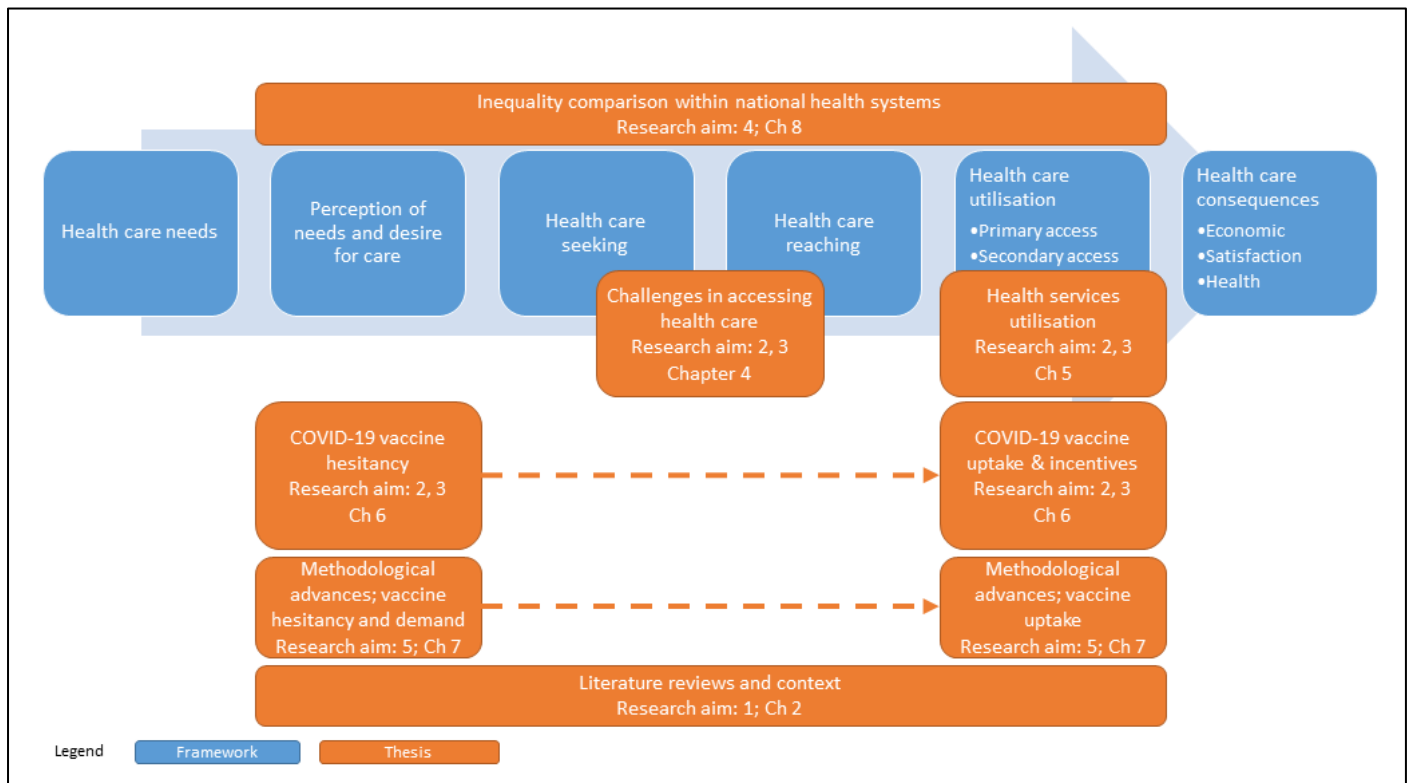 Inequality comparison within national health systems
Research aim: 4; Ch 8
Health care needs
Perception of
needs and desire
for care
Health care
seeking
Health care
reaching
Health care
utilisation
•Primary access
•Secondary access
Health care
consequences
•Economic
•Satisfaction
•Health
Challenges in accessing
health care
Research aim: 2, 3
Chapter 4
Health services
utilisation
Research aim: 2, 3
Ch 5
COVID-19 vaccine
hesitancy
Research aim: 2, 3
Ch 6
COVID-19 vaccine
uptake & incentives
Research aim: 2, 3
Ch 6
Methodological
advances; vaccine
hesitancy and demand
Research aim: 5; Ch 7
Methodological
advances; vaccine
uptake
Research aim: 5; Ch 7
Literature reviews and context
Research aim: 1; Ch 2
Legend
Framework
Thesis